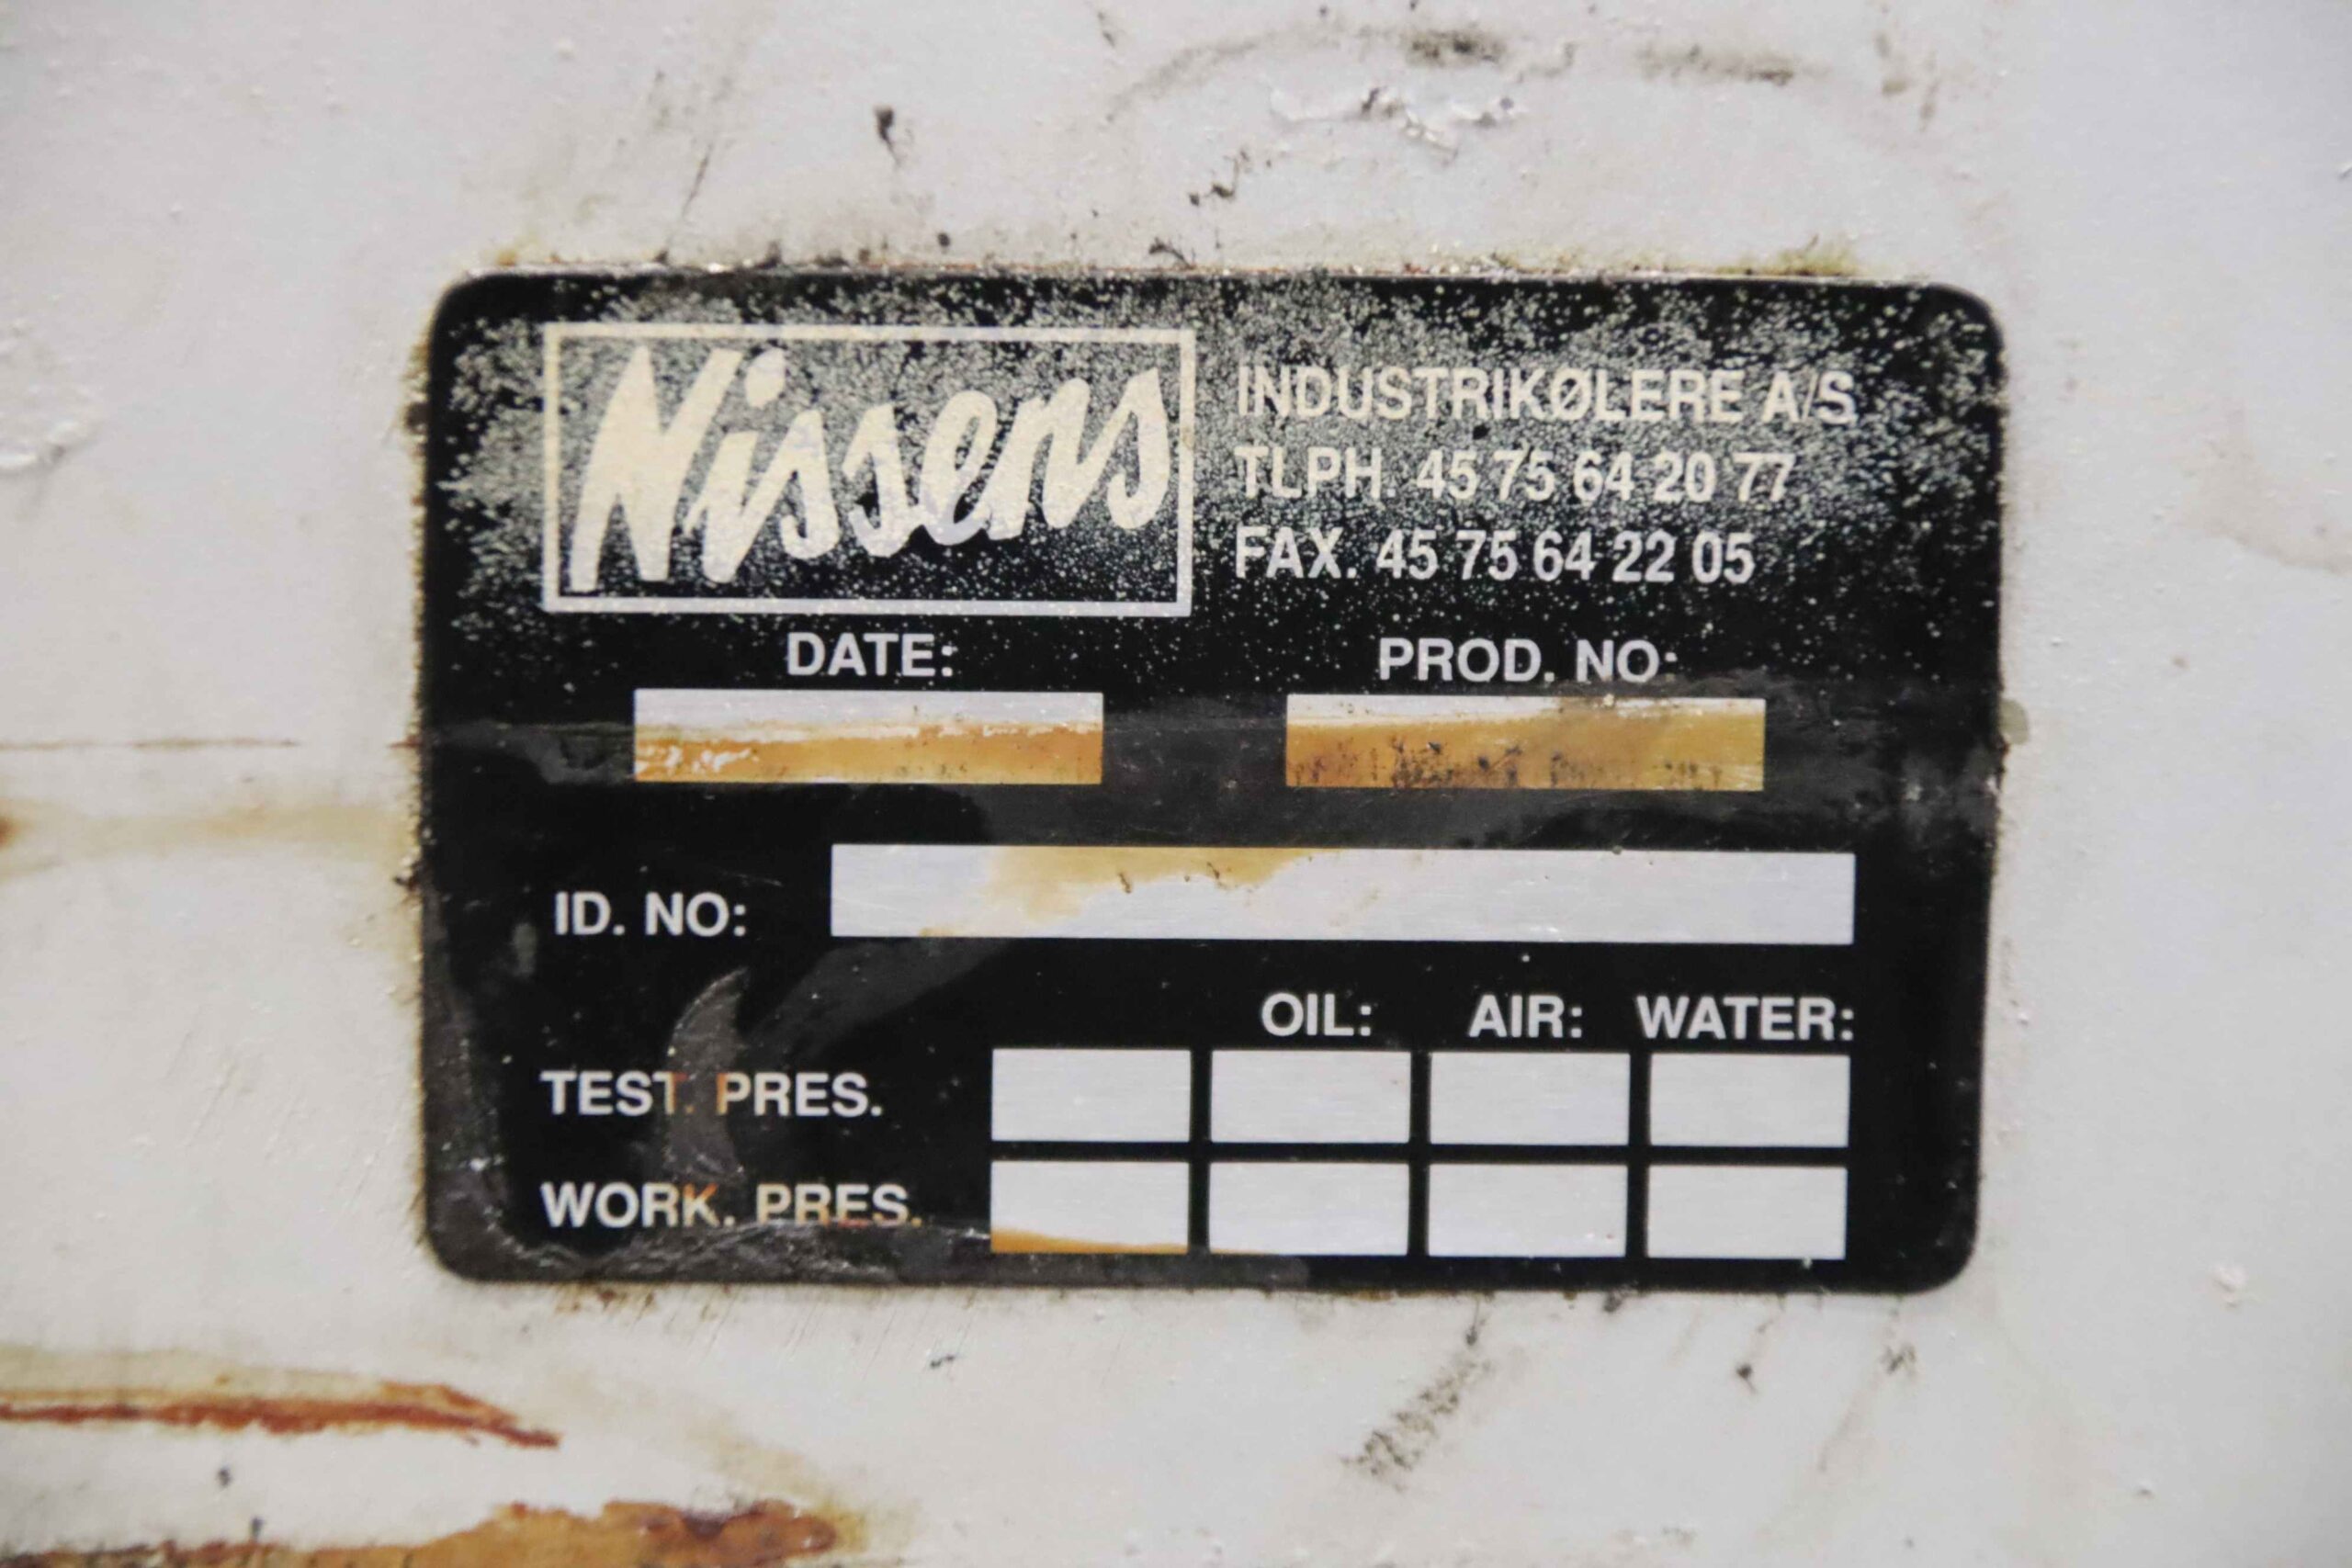 Nissens
INDUSTRIKØLERE A/S
TLPH. 45 75 64 20 77
FAX. 45 75 64 22 05
DATE: PROD. NO:
ID. NO:
OIL: AIR: WATER:
TEST. PRES.
WORK. PRES.